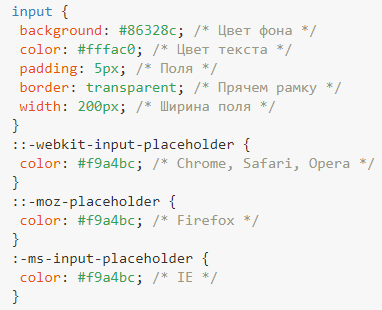 input {
background: #86328c; /* Цвет фона */
color: #fffac0; /* Цвет текста */
padding: 5px; /* Поля */
border: transparent; /* Прячем рамку */
width: 200px; /* Ширина поля */
}
::-webkit-input-placeholder {
color: #f9a4bc; /* Chrome, Safari, Opera */
}
::-moz-placeholder {
color: #f9a4bc; /* Firefox */
}
:-ms-input-placeholder {
color: #f9a4bc; /* IE */
}